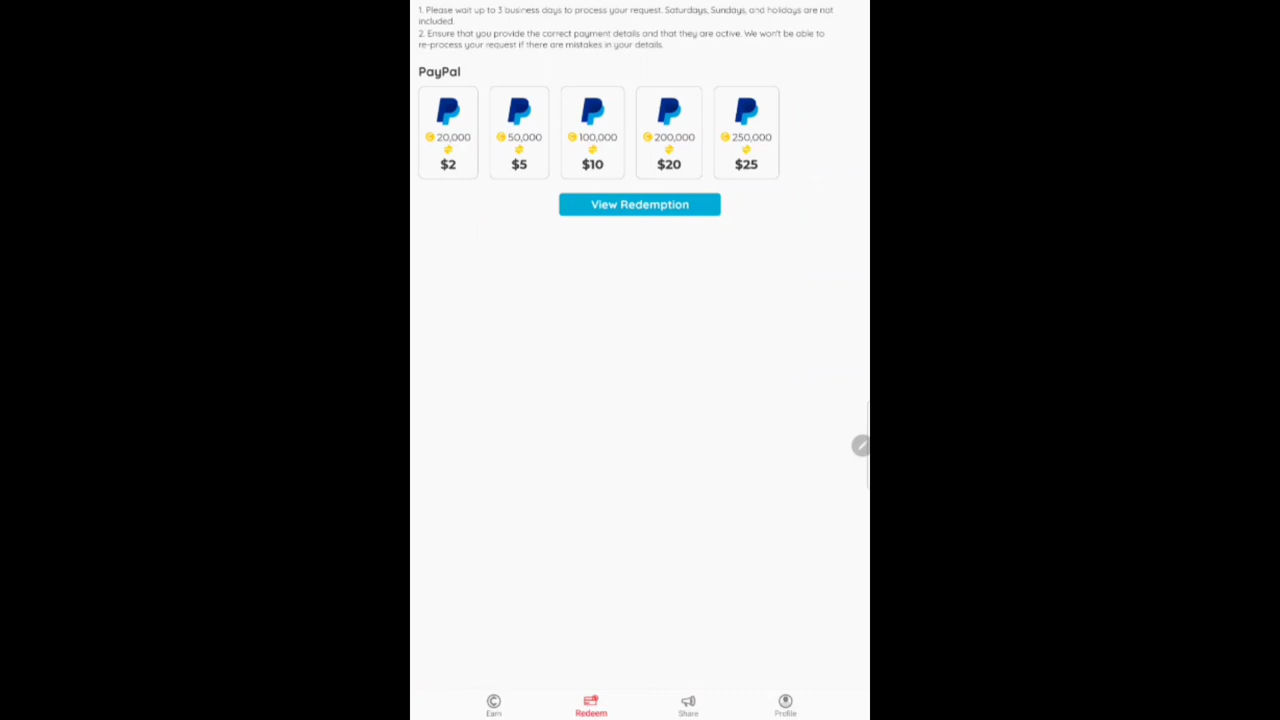 1. Please wait up to 3 business days to process your request. Saturdays, Sundays, and holidays are not
included.
2. Ensure that you provide the correct payment details and that they are active. We won't be able to
re-process your request if there are mistakes in your details.
PayPal
20,000 50,000 100,000 200,000 250,000
$2 $5 $10 $20 $25
View Redemption
Earn Redeem Share Profile